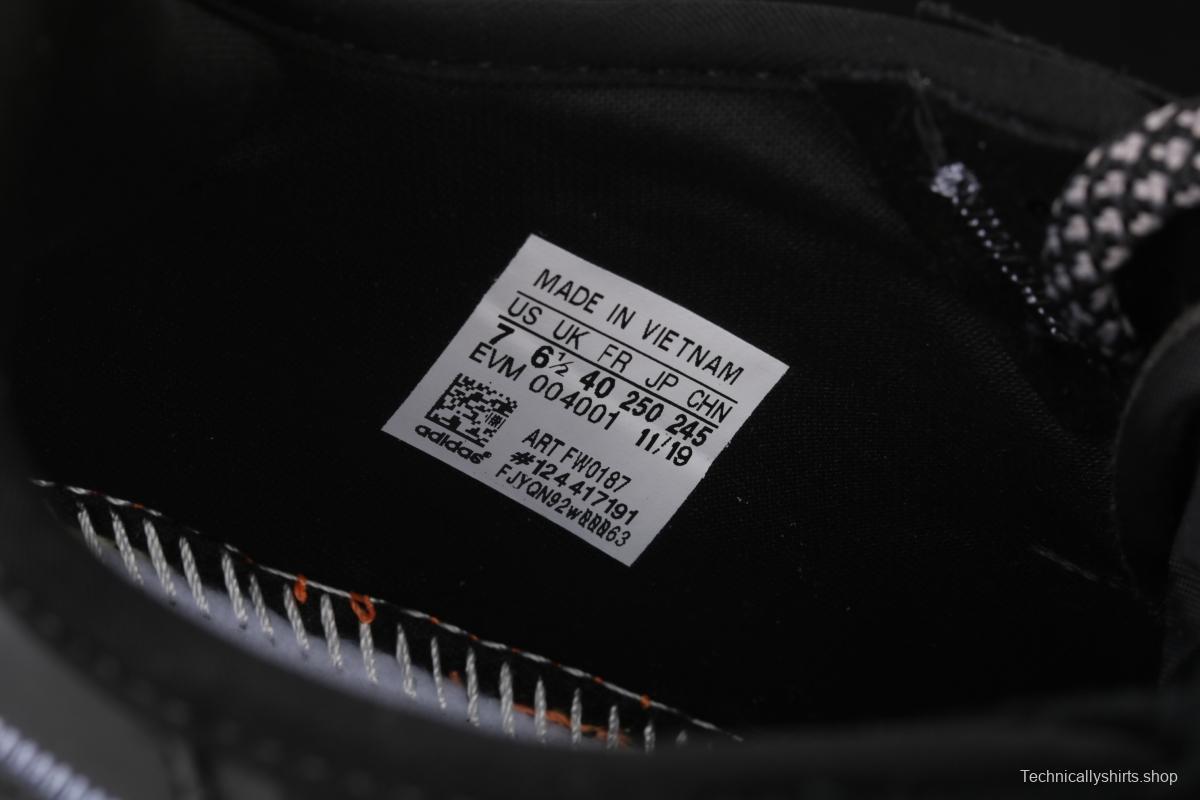 MADE IN VIETNAM
US UK FR JP CHN
7 6½ 40 250 245
EVM 004001 11/19
ART FW0187
#124417191
adidas®
Technicallyshirts.shop